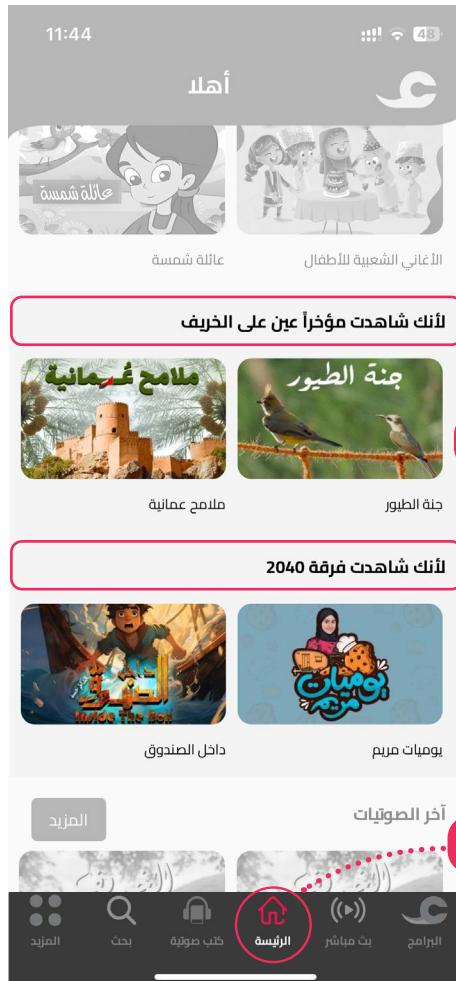 11:44
48
أهلا
عائلة شمسة
الأغاني الشعبية للأطفال
عائلة شمسة
لأنك شاهدت مؤخراً عين على الخريف
جنة الطيور
ملامح عُمانية
جنة الطيور
ملامح عمانية
لأنك شاهدت فرقة 2040
يوميات مريم
داخل الصندوق
Inside The Box
يوميات مريم
داخل الصندوق
آخر الصوتيات
المزيد
البرامج
بث مباشر
الرئيسة
كتب صوتية
بحث
المزيد